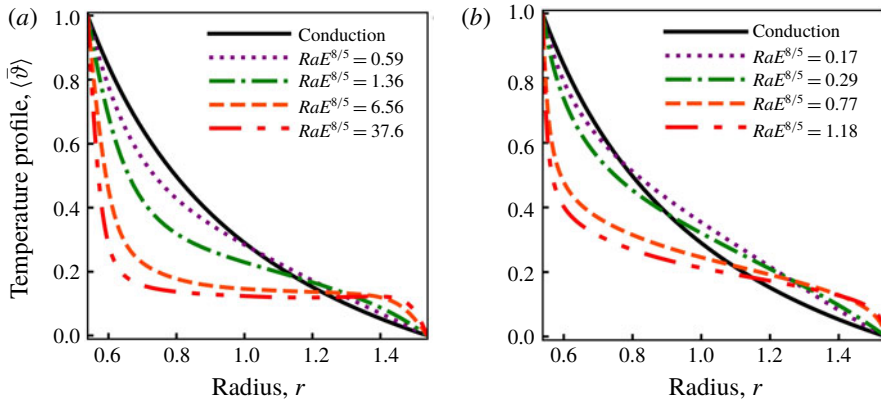 (a)
Temperature profile, ⟨ϑ̄⟩
1.0
0.8
0.6
0.4
0.2
0.0
Conduction
RaE^{8/5} = 0.59
RaE^{8/5} = 1.36
RaE^{8/5} = 6.56
RaE^{8/5} = 37.6
0.6 0.8 1.0 1.2 1.4
Radius, r
(b)
1.0
0.8
0.6
0.4
0.2
0.0
Conduction
RaE^{8/5} = 0.17
RaE^{8/5} = 0.29
RaE^{8/5} = 0.77
RaE^{8/5} = 1.18
0.6 0.8 1.0 1.2 1.4
Radius, r